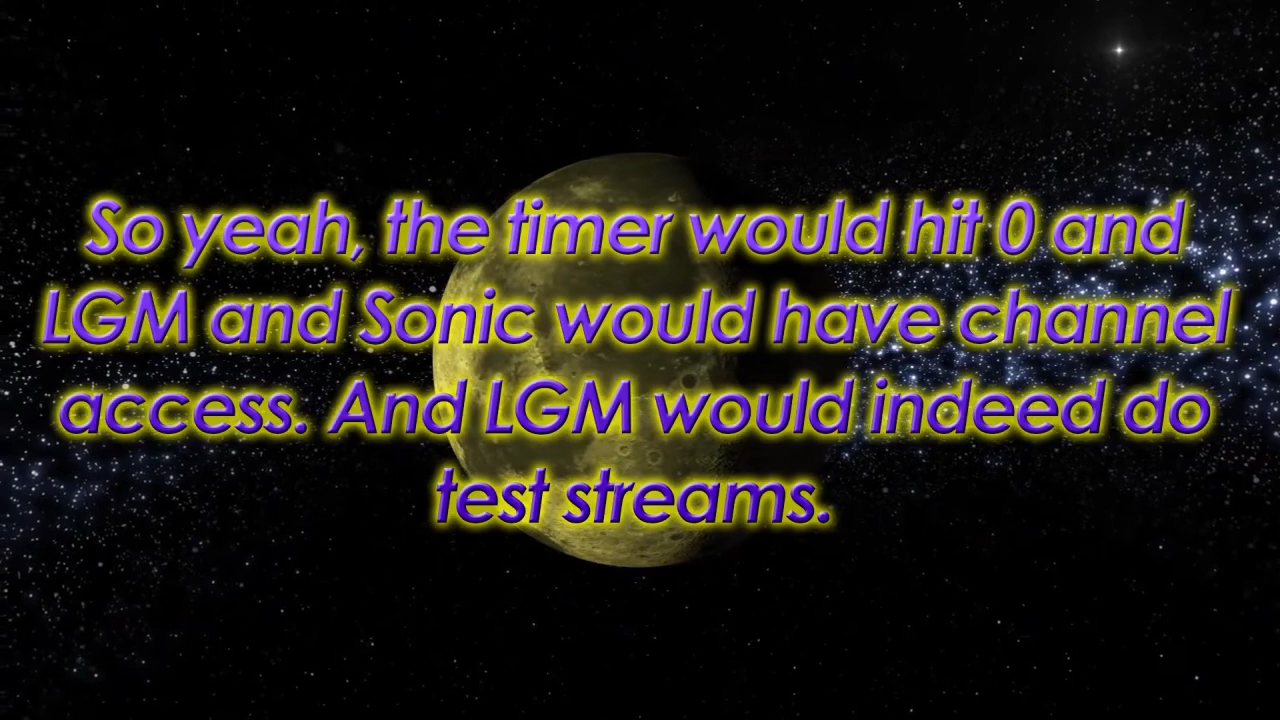 So yeah, the timer would hit 0 and
LGM and Sonic would have channel
access. And LGM would indeed do
test streams.